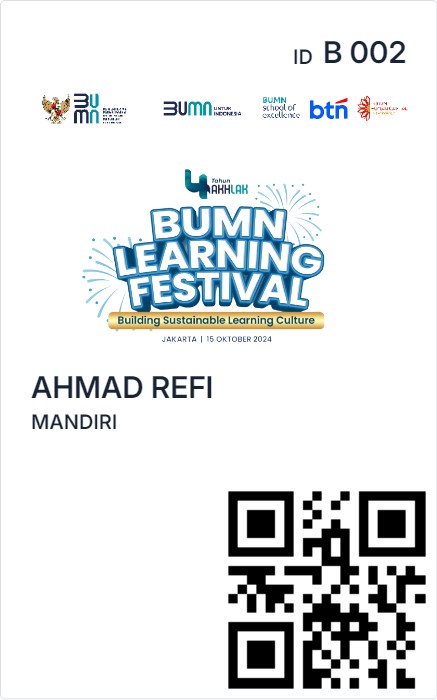 ID B 002
BUMN
BUMN UNTUK INDONESIA
BUMN school of excellence
btn
4 Tahun AKHLAK
BUMN
LEARNING
FESTIVAL
Building Sustainable Learning Culture
JAKARTA | 15 OKTOBER 2024
AHMAD REFI
MANDIRI